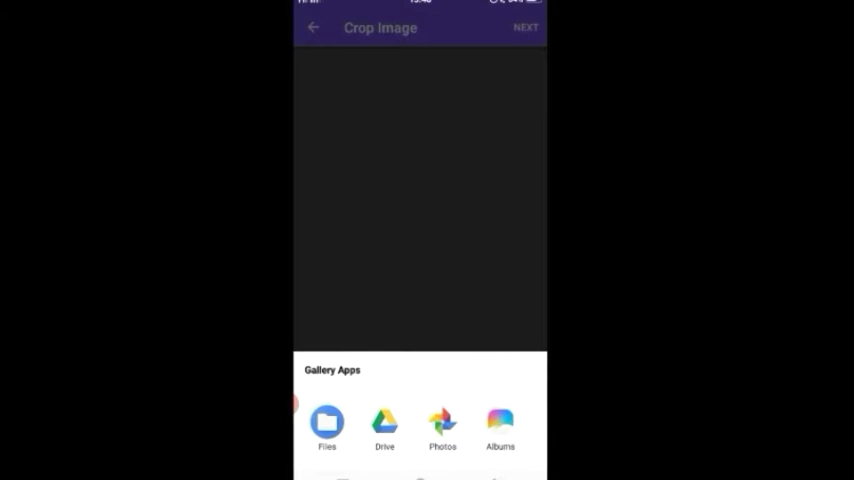 Crop Image
NEXT
Gallery Apps
Files
Drive
Photos
Albums